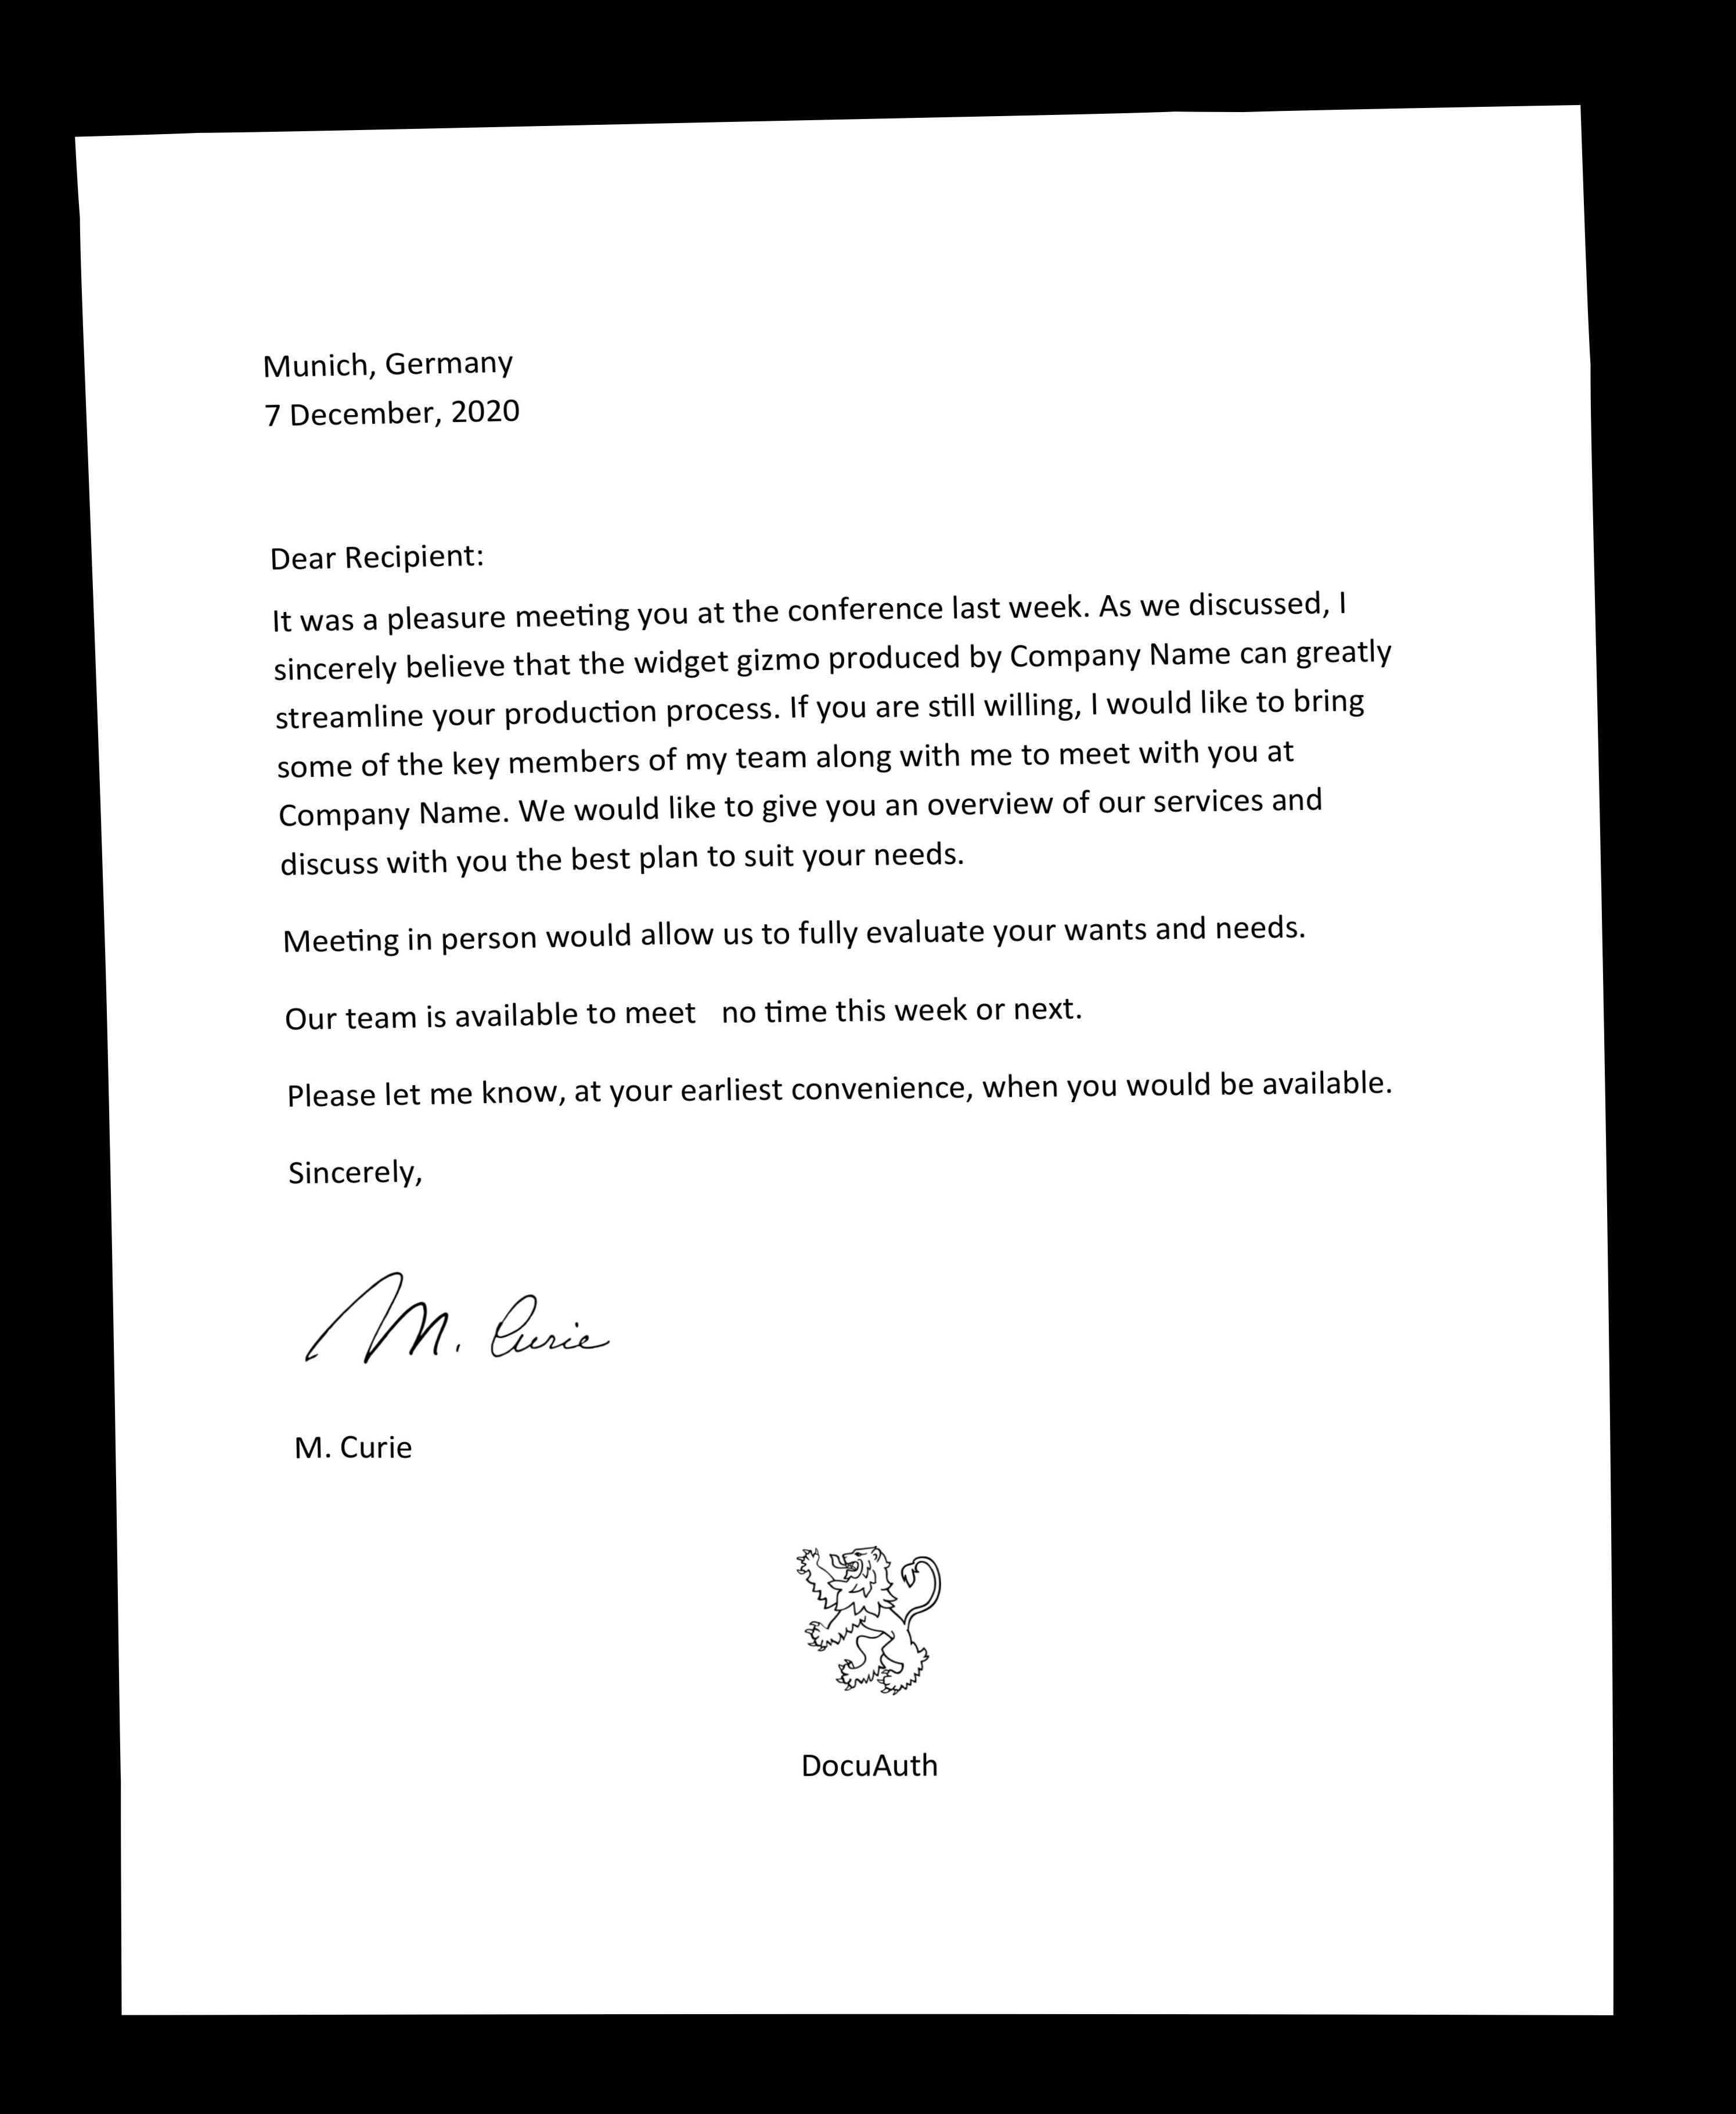 Munich, Germany
7 December, 2020
Dear Recipient:
It was a pleasure meeting you at the conference last week. As we discussed, I
sincerely believe that the widget gizmo produced by Company Name can greatly
streamline your production process. If you are still willing, I would like to bring
some of the key members of my team along with me to meet with you at
Company Name. We would like to give you an overview of our services and
discuss with you the best plan to suit your needs.
Meeting in person would allow us to fully evaluate your wants and needs.
Our team is available to meet no time this week or next.
Please let me know, at your earliest convenience, when you would be available.
Sincerely,
M. Curie
M. Curie
DocuAuth